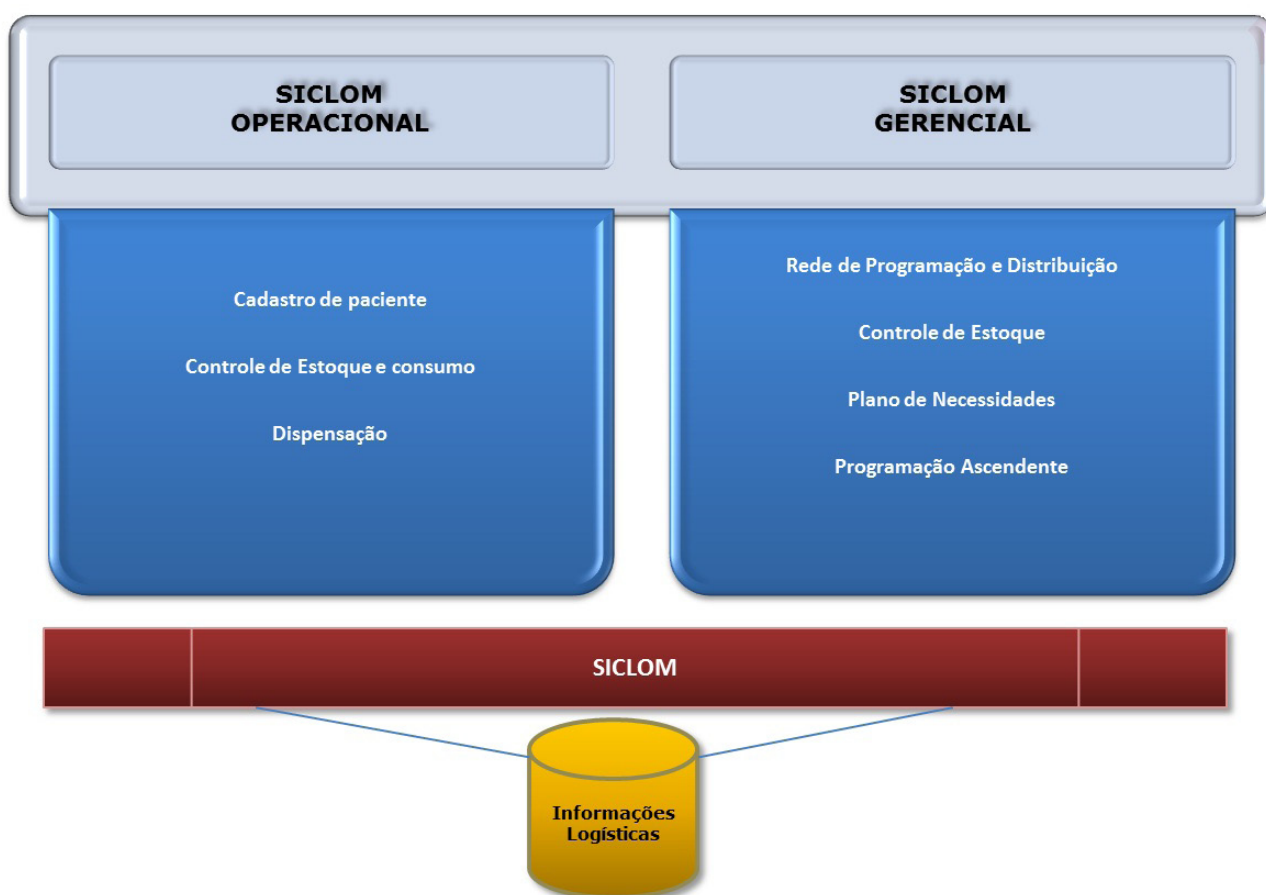 SICLOM
OPERACIONAL
SICLOM
GERENCIAL
Cadastro de paciente
Controle de Estoque e consumo
Dispensação
Rede de Programação e Distribuição
Controle de Estoque
Plano de Necessidades
Programação Ascendente
SICLOM
Informações
Logísticas